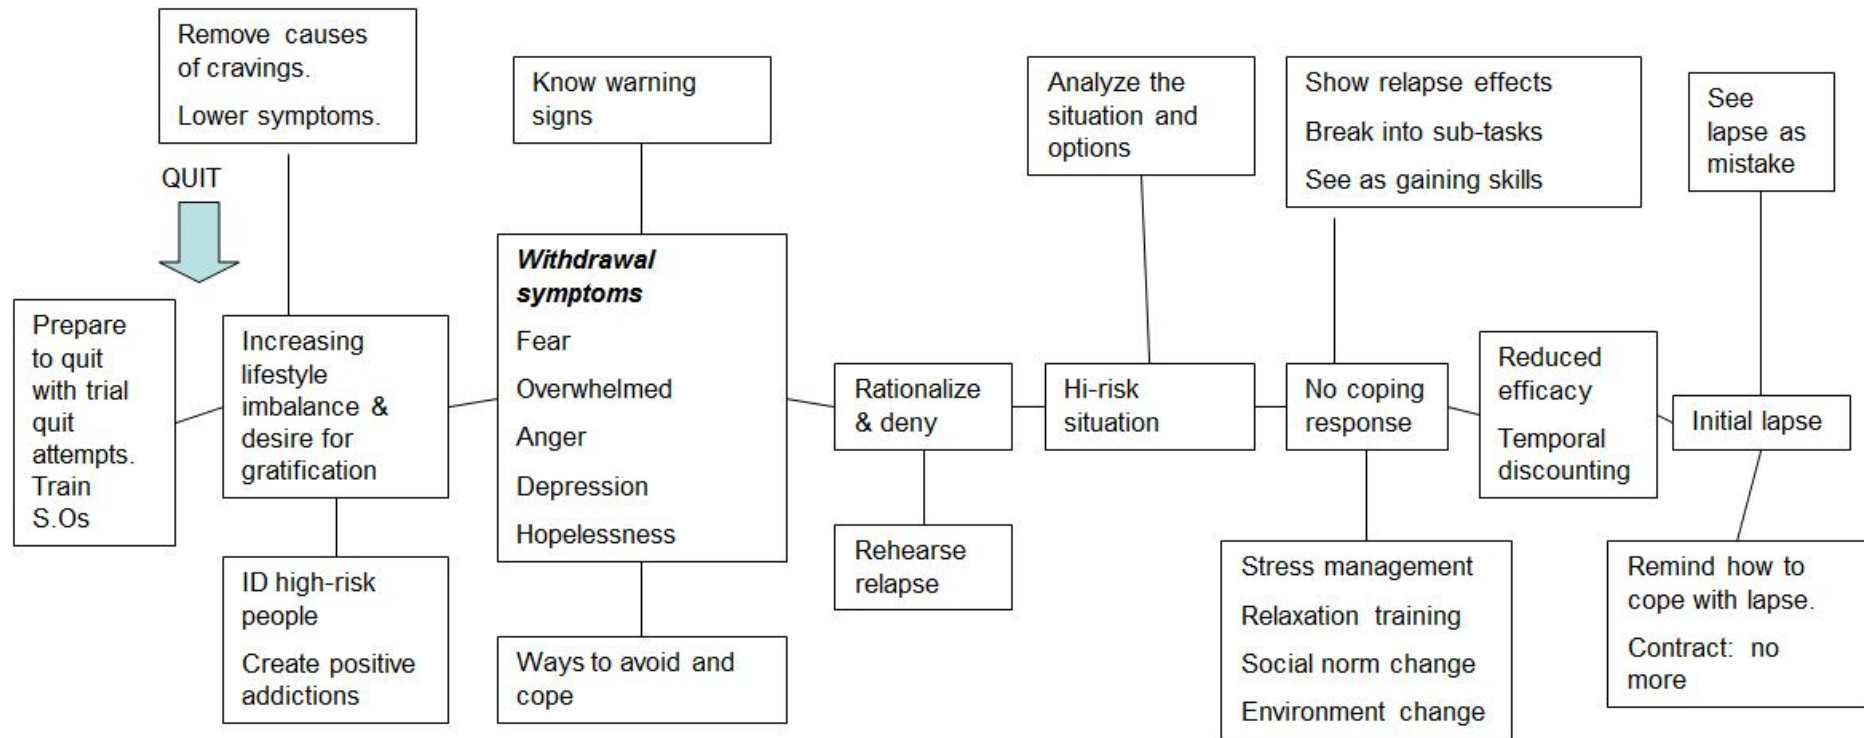 Remove causes
of cravings.
Lower symptoms.
Know warning
signs
Analyze the
situation and
options
Show relapse effects
Break into sub-tasks
See as gaining skills
See
lapse as
mistake
QUIT
Prepare
to quit
with trial
quit
attempts.
Train
S.Os
Increasing
lifestyle
imbalance &
desire for
gratification
Withdrawal
symptoms
Fear
Overwhelmed
Anger
Depression
Hopelessness
Rationalize
& deny
Hi-risk
situation
No coping
response
Reduced
efficacy
Temporal
discounting
Initial lapse
ID high-risk
people
Create positive
addictions
Ways to avoid and
cope
Rehearse
relapse
Stress management
Relaxation training
Social norm change
Environment change
Remind how to
cope with lapse.
Contract: no
more